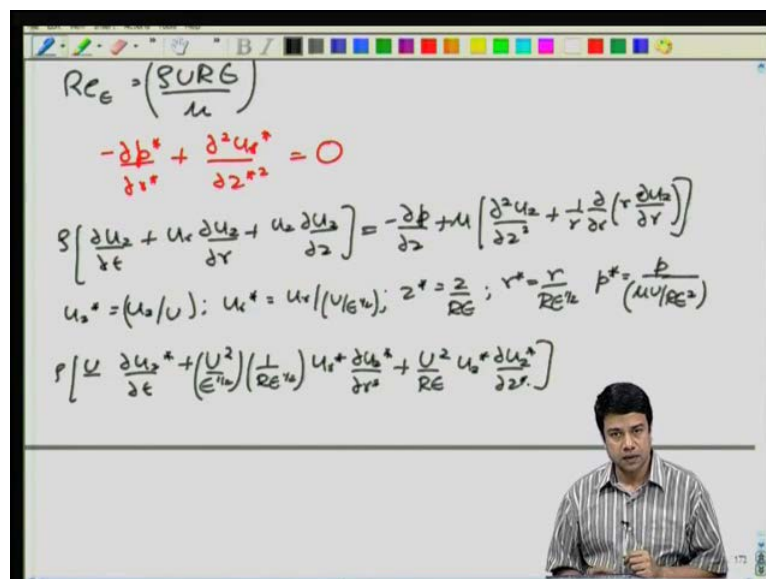 Re_ϵ = (ρURϵ/μ)
-∂p*/∂r* + ∂²u_r*/∂z*² = 0
ρ[∂u_z/∂t + u_r ∂u_z/∂r + u_z ∂u_z/∂z] = -∂p/∂z + μ[∂²u_z/∂z² + 1/r ∂/∂r (r ∂u_z/∂r)]
u_z* = (u_z/U); u_r* = u_r/(U/ϵ^1/2); z* = z/Rϵ; r* = r/Rϵ^1/2 p* = p/(μU/Rϵ²)
ρ[U ∂u_z*/∂t + (U²/ϵ^1/2)(1/Rϵ^1/2) u_r* ∂u_z*/∂r* + U²/Rϵ u_z* ∂u_z*/∂z*]
B I
172